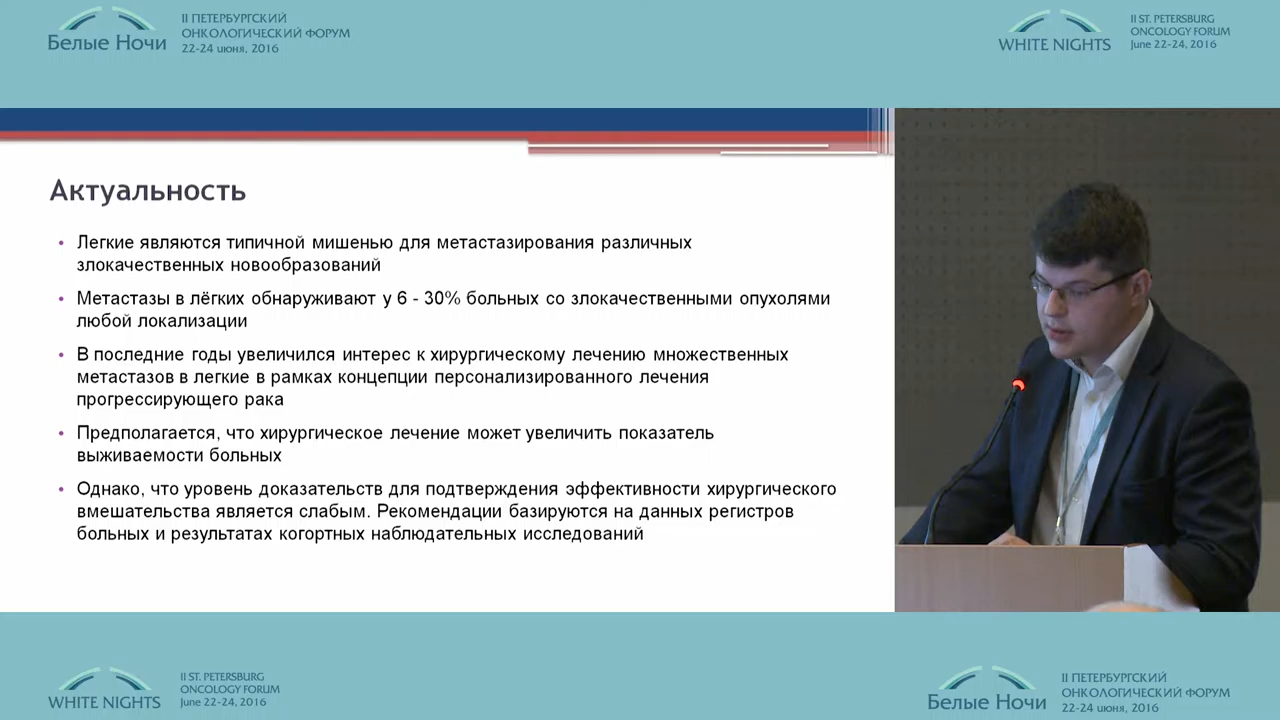 Белые Ночи
II ПЕТЕРБУРГСКИЙ
ОНКОЛОГИЧЕСКИЙ ФОРУМ
22-24 июня, 2016
WHITE NIGHTS
II ST. PETERSBURG
ONCOLOGY FORUM
June 22-24, 2016
Актуальность
• Легкие являются типичной мишенью для метастазирования различных
злокачественных новообразований
• Метастазы в лёгких обнаруживают у 6 - 30% больных со злокачественными опухолями
любой локализации
• В последние годы увеличился интерес к хирургическому лечению множественных
метастазов в легкие в рамках концепции персонализированного лечения
прогрессирующего рака
• Предполагается, что хирургическое лечение может увеличить показатель
выживаемости больных
• Однако, что уровень доказательств для подтверждения эффективности хирургического
вмешательства является слабым. Рекомендации базируются на данных регистров
больных и результатах когортных наблюдательных исследований
WHITE NIGHTS
II ST. PETERSBURG
ONCOLOGY FORUM
June 22-24, 2016
Белые Ночи
II ПЕТЕРБУРГСКИЙ
ОНКОЛОГИЧЕСКИЙ ФОРУМ
22-24 июня, 2016